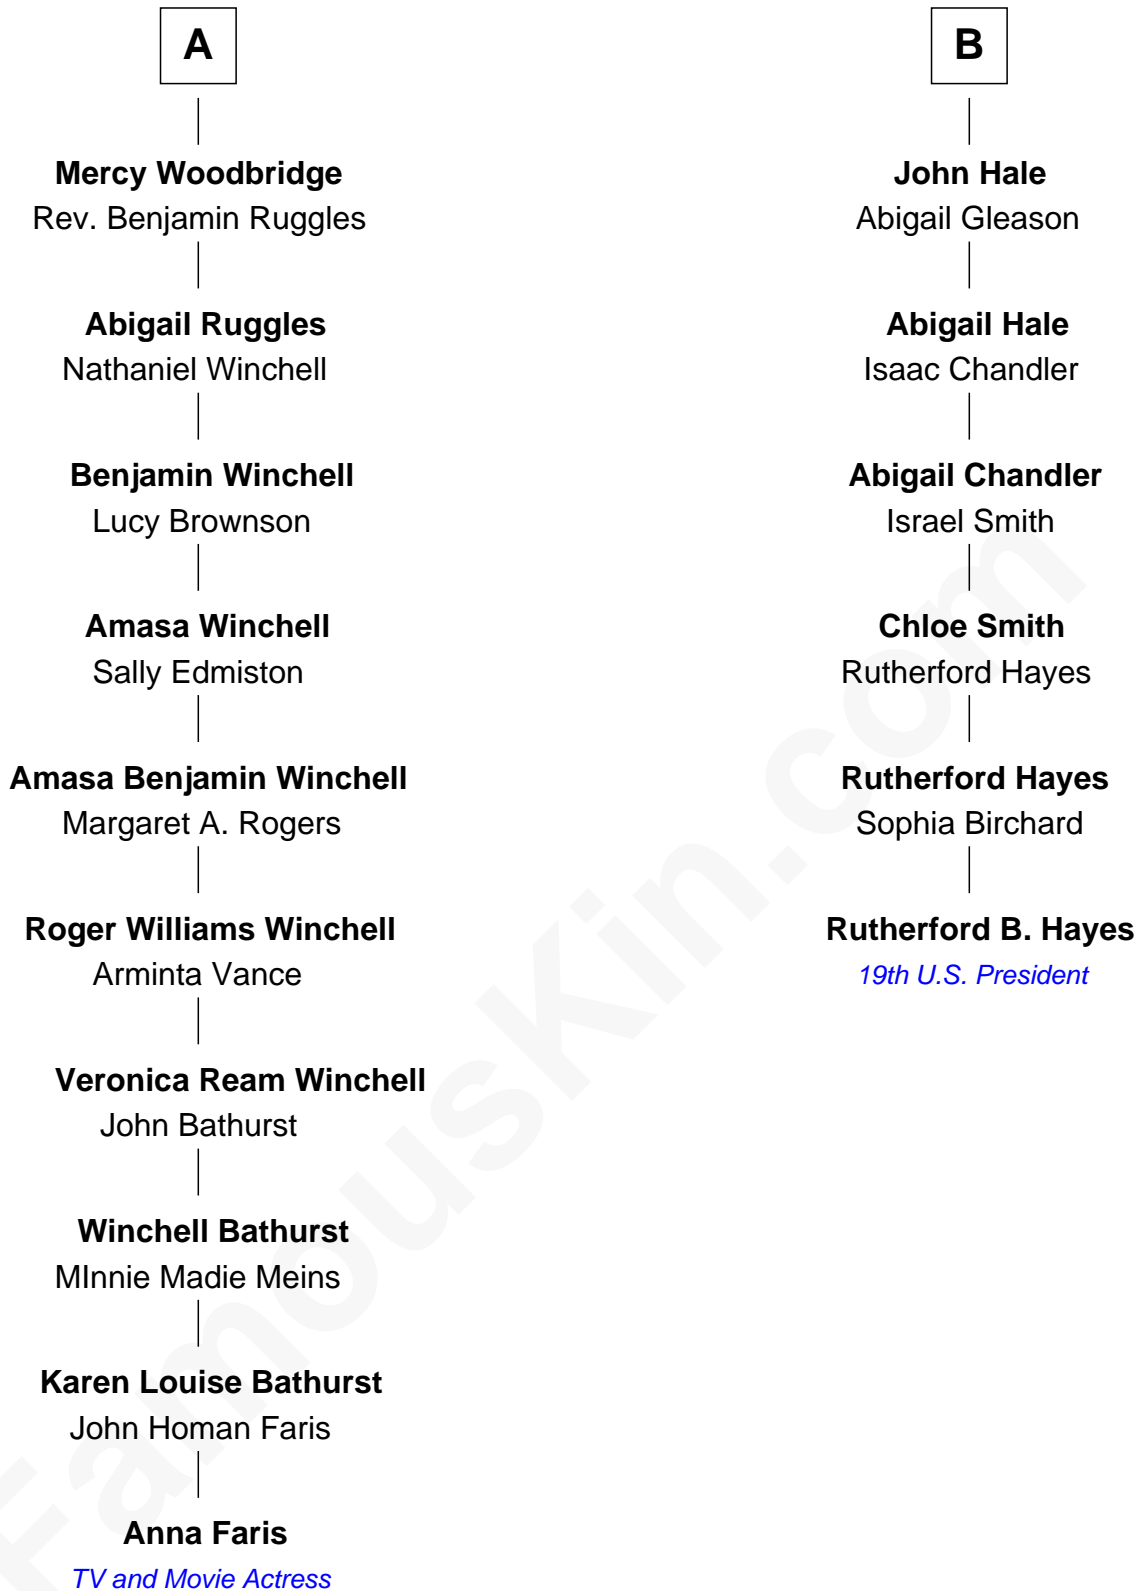 A
Mercy Woodbridge
Rev. Benjamin Ruggles
Abigail Ruggles
Nathaniel Winchell
Benjamin Winchell
Lucy Brownson
Amasa Winchell
Sally Edmiston
Amasa Benjamin Winchell
Margaret A. Rogers
Roger Williams Winchell
Arminta Vance
Veronica Ream Winchell
John Bathurst
Winchell Bathurst
MInnie Madie Meins
Karen Louise Bathurst
John Homan Faris
Anna Faris
TV and Movie Actress
B
John Hale
Abigail Gleason
Abigail Hale
Isaac Chandler
Abigail Chandler
Israel Smith
Chloe Smith
Rutherford Hayes
Rutherford Hayes
Sophia Birchard
Rutherford B. Hayes
19th U.S. President
FamousKin.com